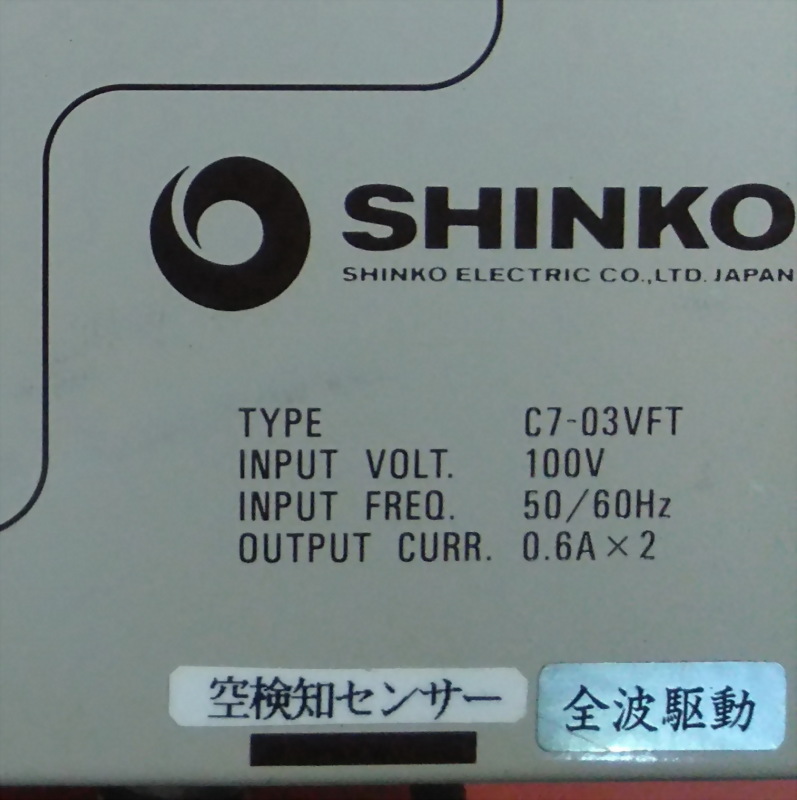 SHINKO
SHINKO ELECTRIC CO.,LTD. JAPAN
TYPE C7-03VFT
INPUT VOLT. 100V
INPUT FREQ. 50/60Hz
OUTPUT CURR. 0.6A×2
空検知センサー 全波駆動